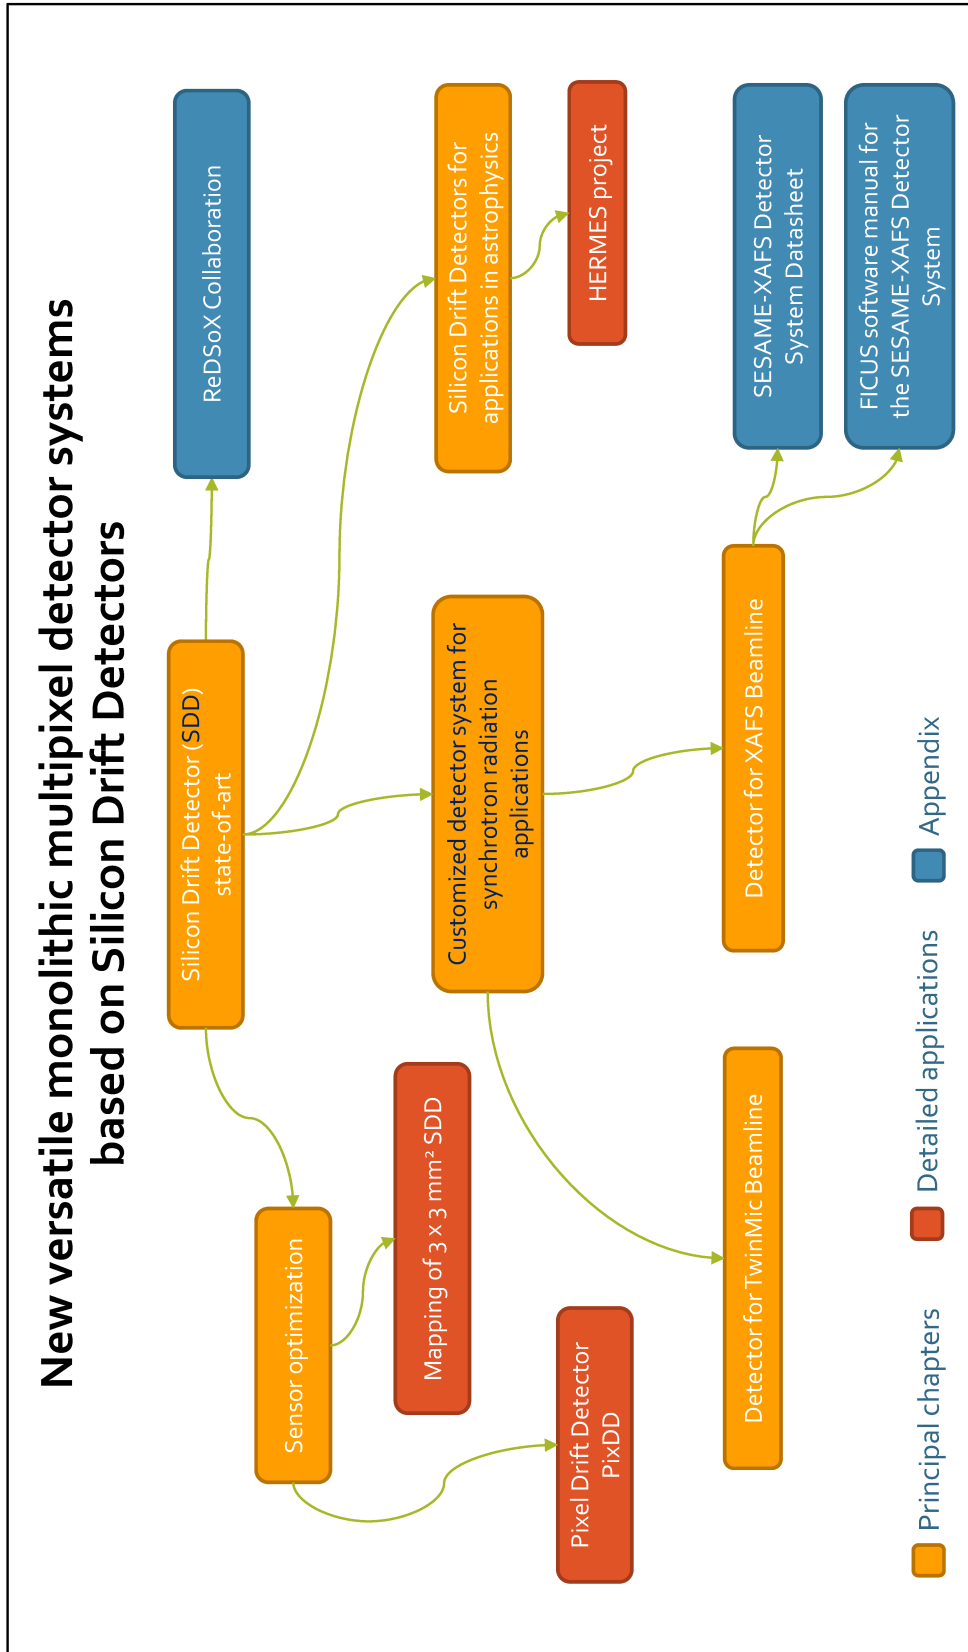 New versatile monolithic multipixel detector systems
based on Silicon Drift Detectors
Silicon Drift Detector (SDD)
state-of-art
ReDSoX Collaboration
Sensor optimization
Mapping of 3 x 3 mm² SDD
Pixel Drift Detector
PixDD
Customized detector system for
synchrotron radiation
applications
Silicon Drift Detectors for
applications in astrophysics
HERMES project
Detector for TwinMic Beamline
Detector for XAFS Beamline
SESAME-XAFS Detector
System Datasheet
FICUS software manual for
the SESAME-XAFS Detector
System
Principal chapters
Detailed applications
Appendix